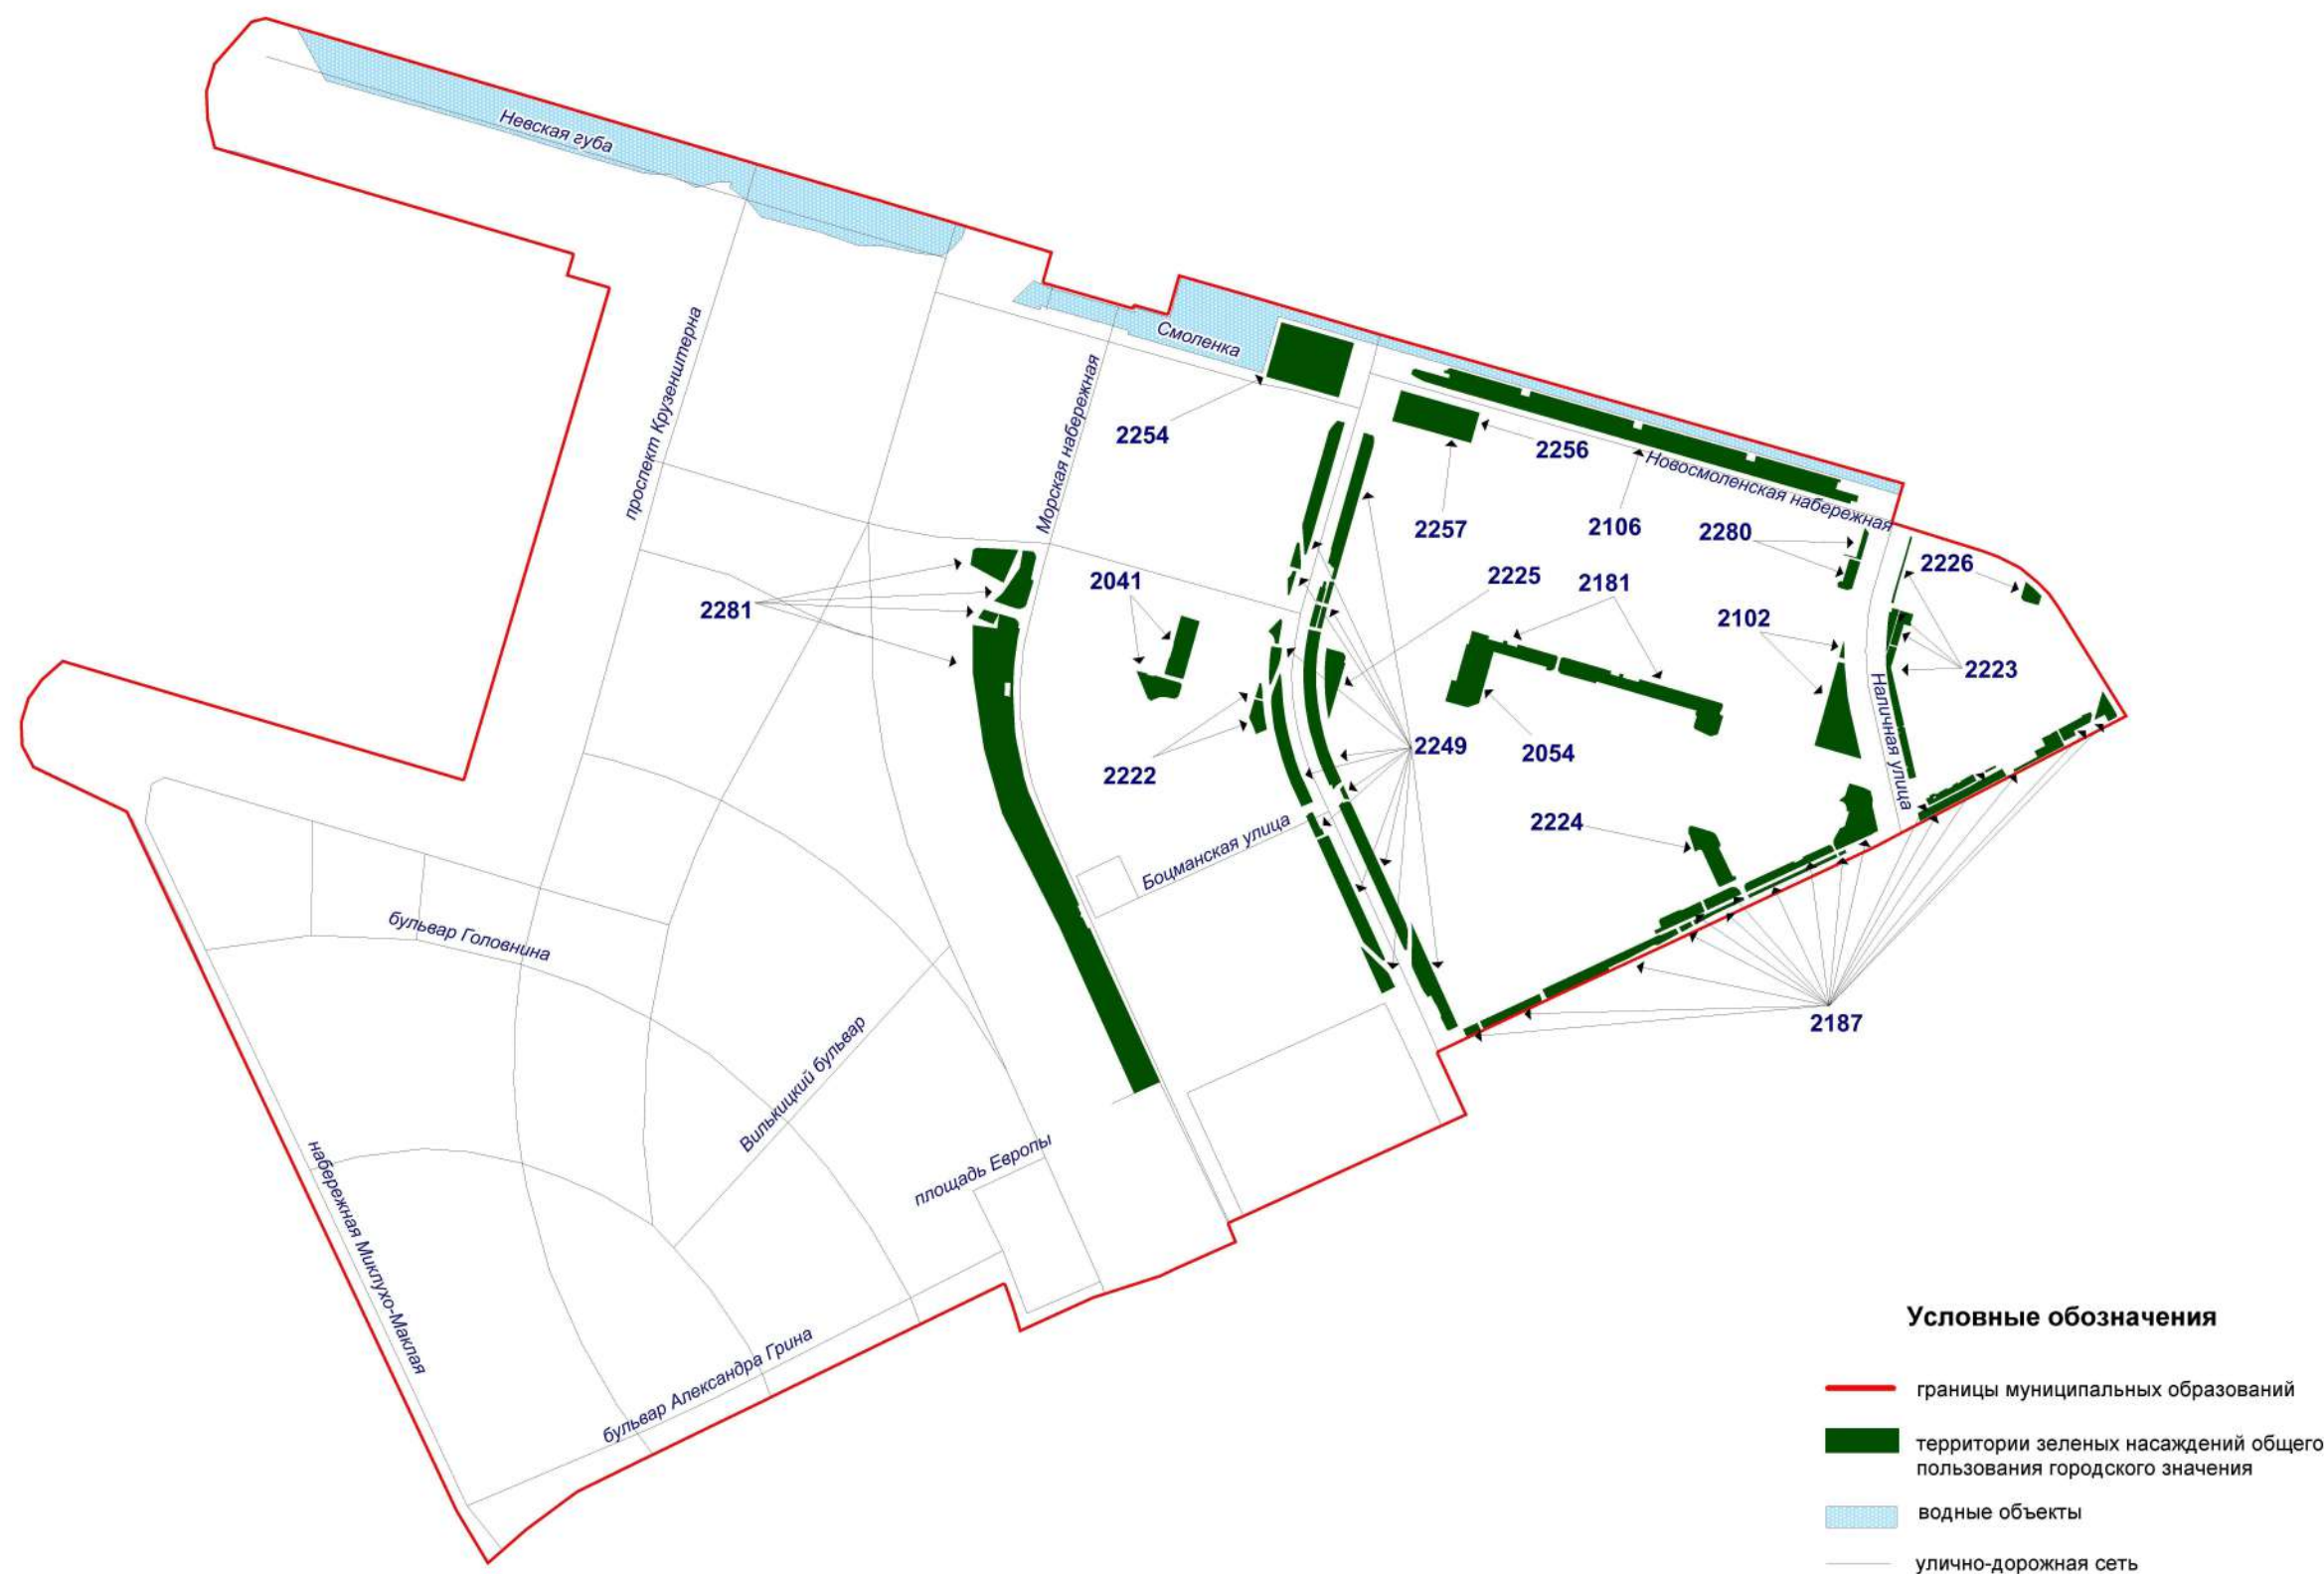 Невская губа
проспект Крузенштерна
Смоленка
Морская набережная
2254
2256
Новосмоленская набережная
2257
2106
2280
2226
2281
2041
2225
2181
2102
2223
Наличная улица
2222
2249
2054
2224
Боцманская улица
бульвар Головнина
2187
Вилькицкий бульвар
площадь Европы
набережная Миклухо-Маклая
бульвар Александра Грина
Условные обозначения
границы муниципальных образований
территории зеленых насаждений общего
пользования городского значения
водные объекты
улично-дорожная сеть